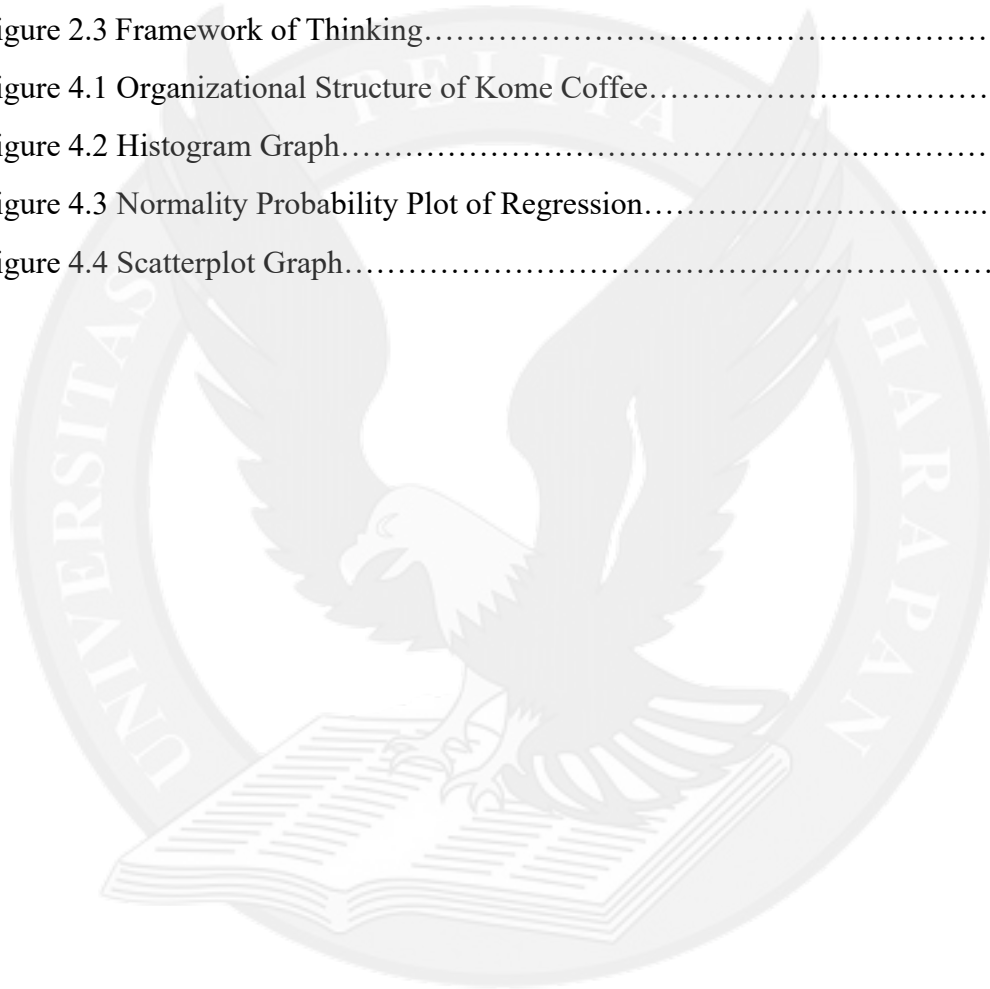 igure 2.3 Framework of Thinking…………………………………………………
igure 4.1 Organizational Structure of Kome Coffee……………………………
igure 4.2 Histogram Graph……………………………………………….…………
igure 4.3 Normality Probability Plot of Regression…………………………...
igure 4.4 Scatterplot Graph………………………………………………………
UNIVERSITAS PELITA HARAPAN